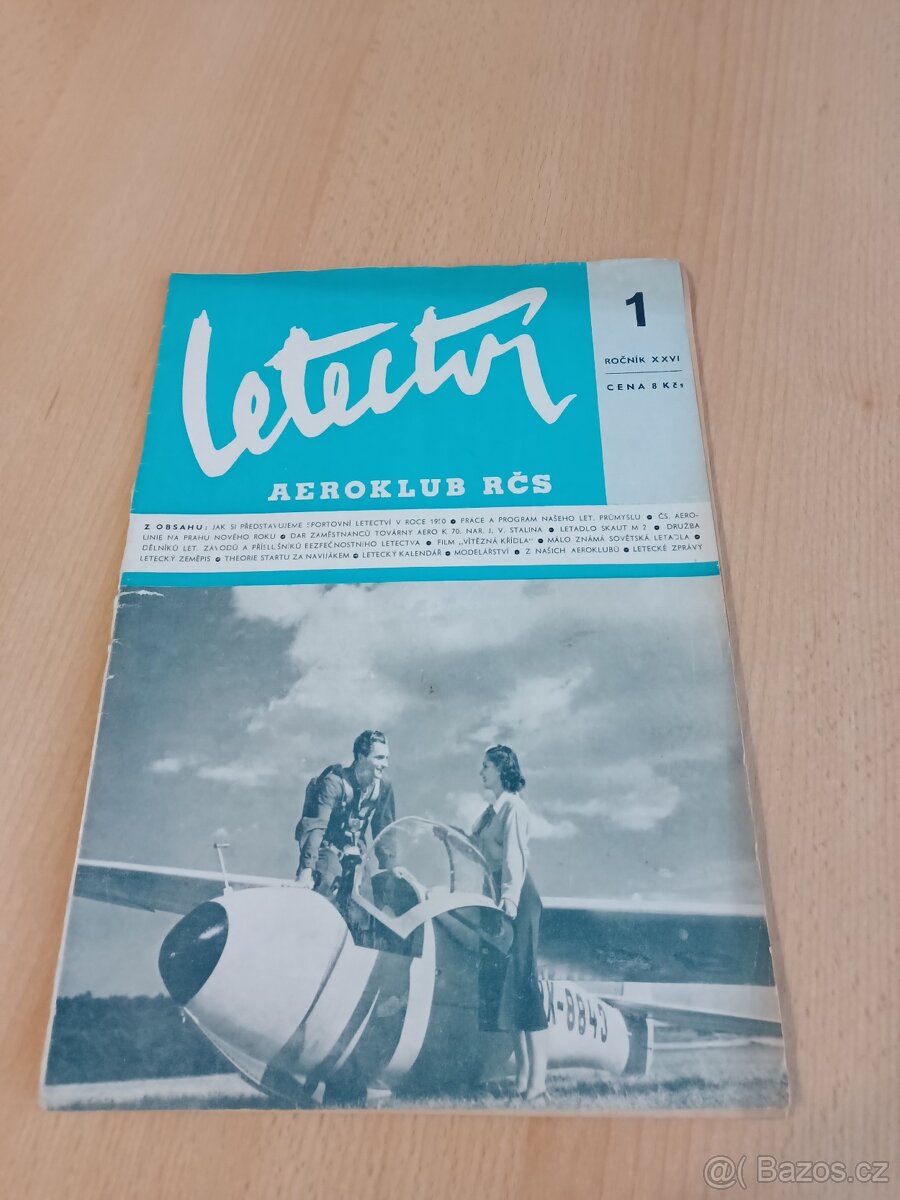 Letectví
1
ROČNÍK XXVI
CENA 8 Kčs
AEROKLUB RČS
Z OBSAHU: JAK SI PŘEDSTAVUJEME SPORTOVNÍ LETECTVÍ V ROCE 1950 ● PRÁCE A PROGRAM NAŠEHO LET. PRŮMYSLU ● ČS. AERO-
LINIE NA PRAHU NOVÉHO ROKU ● DAR ZAMĚSTNANCŮ TOVÁRNY AERO K 70. NAR. J. V. STALINA ● LETADLO SKAUT M 2 ● DRUŽBA
DĚLNÍKŮ LET. ZÁVODŮ A PŘÍSLUŠNÍKŮ BEZPEČNOSTNÍHO LETECTVA ● FILM „VÍTĚZNÁ KŘÍDLA" ● MÁLO ZNÁMÁ SOVĚTSKÁ LETADLA ●
LETECKÝ ZEMĚPIS ● THEORIE STARTU ZA NAVIJÁKEM ● LETECKÝ KALENDÁŘ ● MODELÁŘSTVÍ ● Z NAŠICH AEROKLUBŮ ● LETECKÉ ZPRÁVY
X-8843
@( Bazos.cz